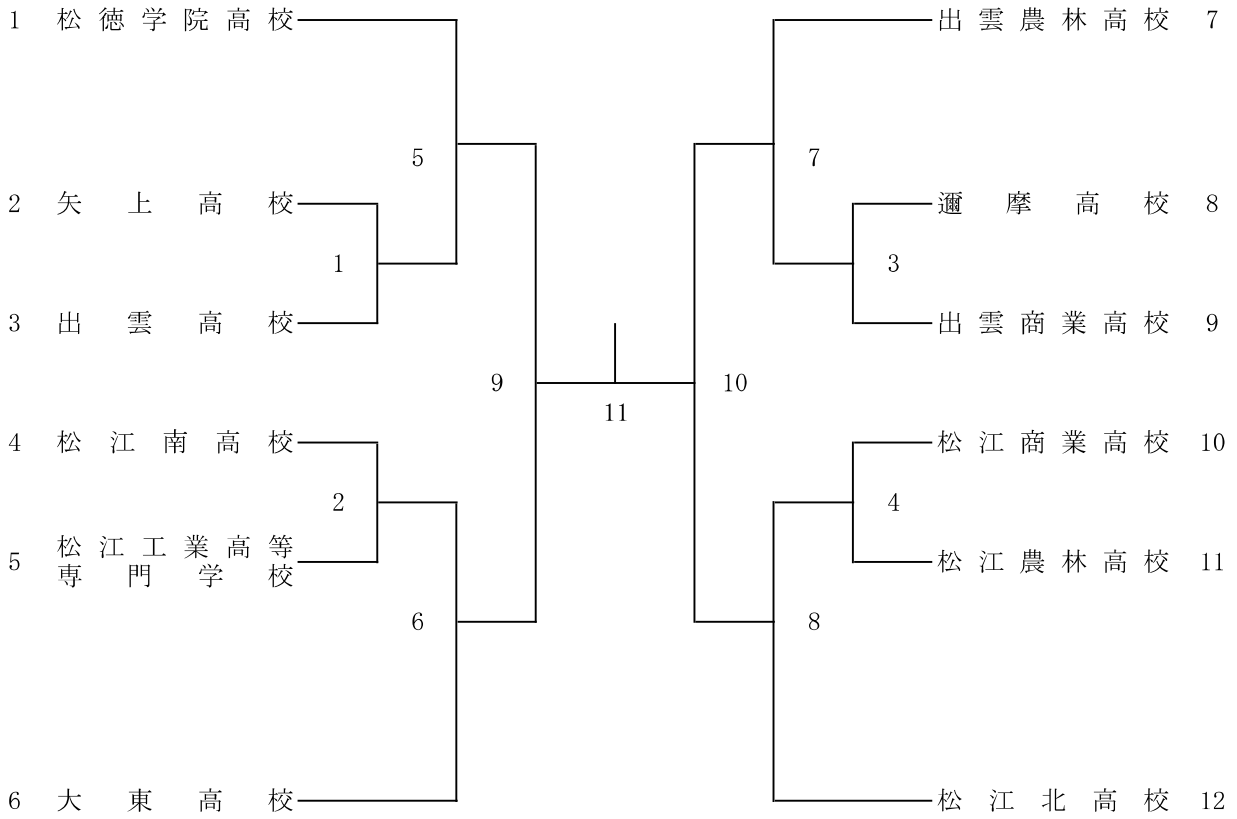 1 松徳学院高校
5
2 矢上高校
1
3 出雲高校
9
4 松江南高校
2
5 松江工業高等
専門学校
6
6 大東高校
11
出雲農林高校 7
7
邇摩高校 8
3
出雲商業高校 9
10
松江商業高校 10
4
松江農林高校 11
8
松江北高校 12